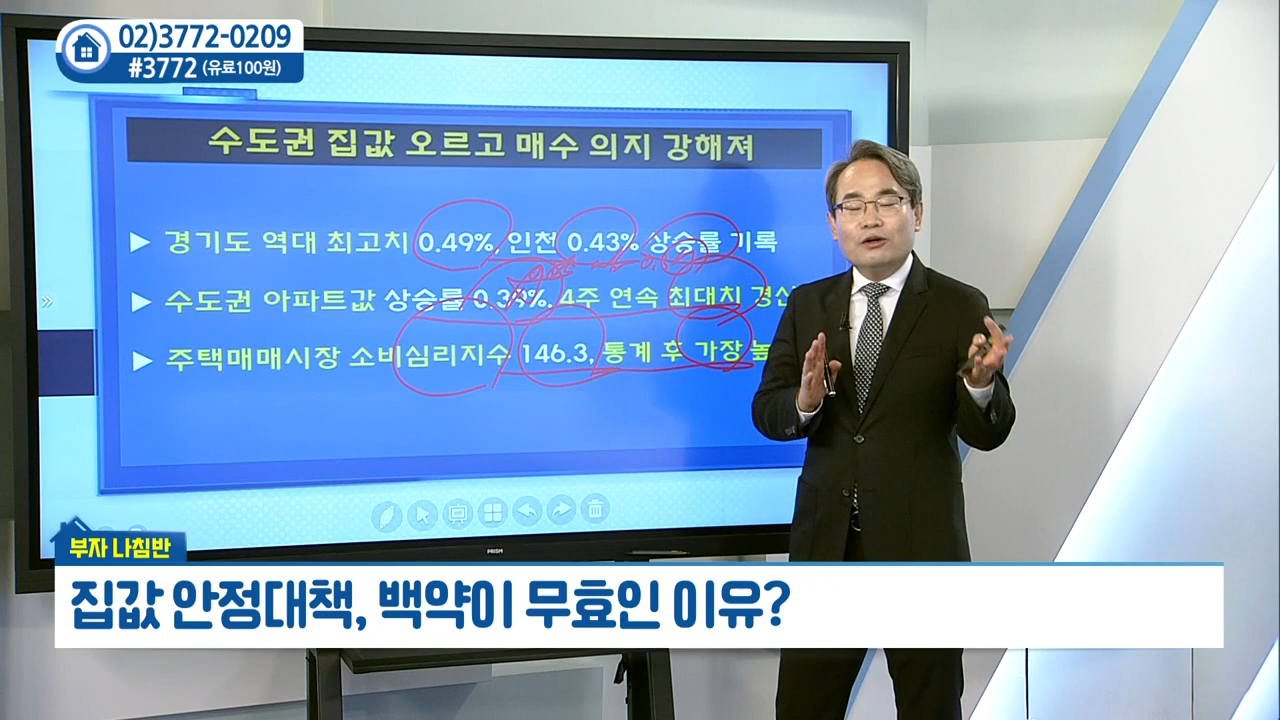 02)3772-0209
#3772 (유료100원)
수도권 집값 오르고 매수 의지 강해져
▶ 경기도 역대 최고치 0.49%, 인천 0.43% 상승률 기록
▶ 수도권 아파트값 상승률 0.39%, 4주 연속 최대치 경신
▶ 주택매매시장 소비심리지수 146.3, 통계 후 가장 높
PRISM
부자 나침반
집값 안정대책, 백약이 무효인 이유?